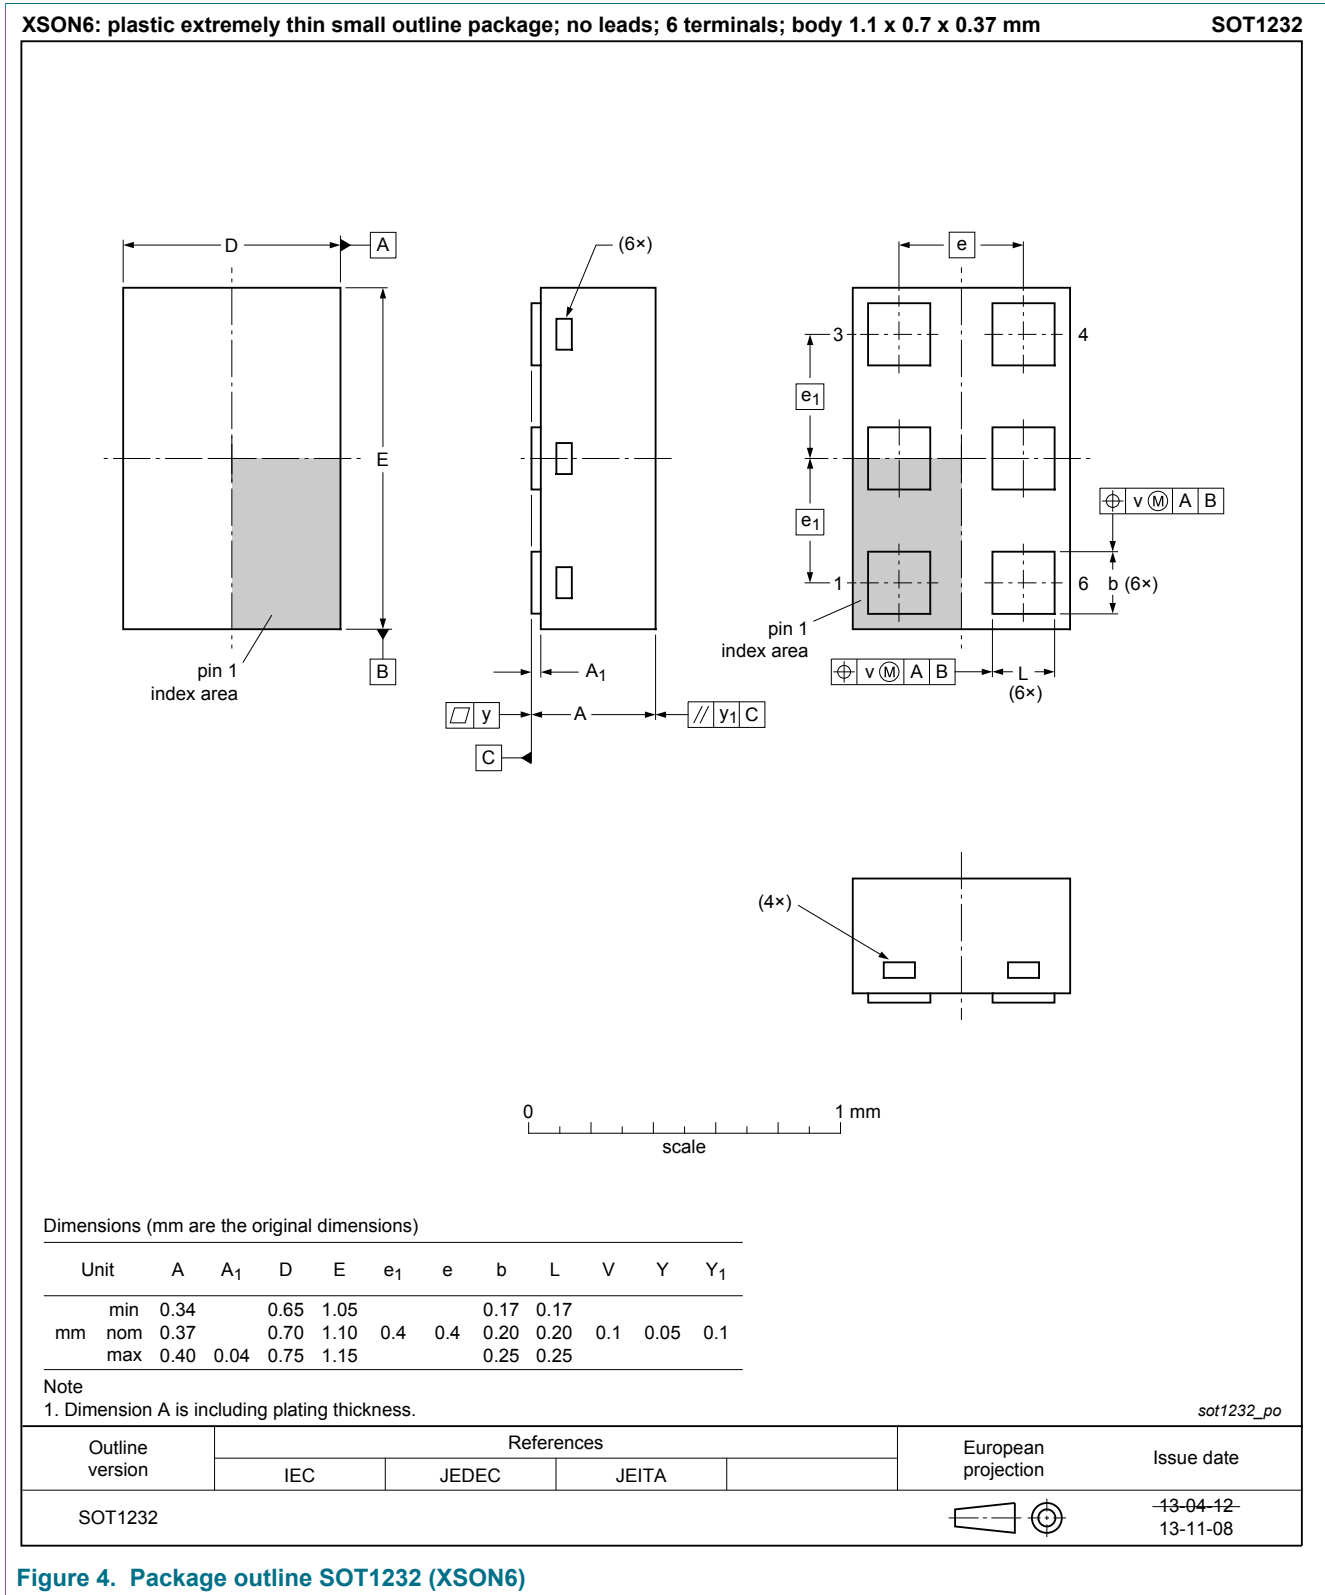 XSON6: plastic extremely thin small outline package; no leads; 6 terminals; body 1.1 x 0.7 x 0.37 mm SOT1232
D A
(6×)
e
3 4
e1
E
e1
v M A B
1 6 b (6×)
pin 1
index area
pin 1
index area
B
A1
v M A B
L
(6×)
y A // y1 C
C
(4×)
0 1 mm
scale
Dimensions (mm are the original dimensions)
Unit A A1 D E e1 e b L V Y Y1
min 0.34 0.65 1.05 0.17 0.17
mm nom 0.37 0.70 1.10 0.4 0.4 0.20 0.20 0.1 0.05 0.1
max 0.40 0.04 0.75 1.15 0.25 0.25
Note
1. Dimension A is including plating thickness.
sot1232_po
Outline version References European projection Issue date
IEC JEDEC JEITA
SOT1232 13-04-12
13-11-08
Figure 4. Package outline SOT1232 (XSON6)